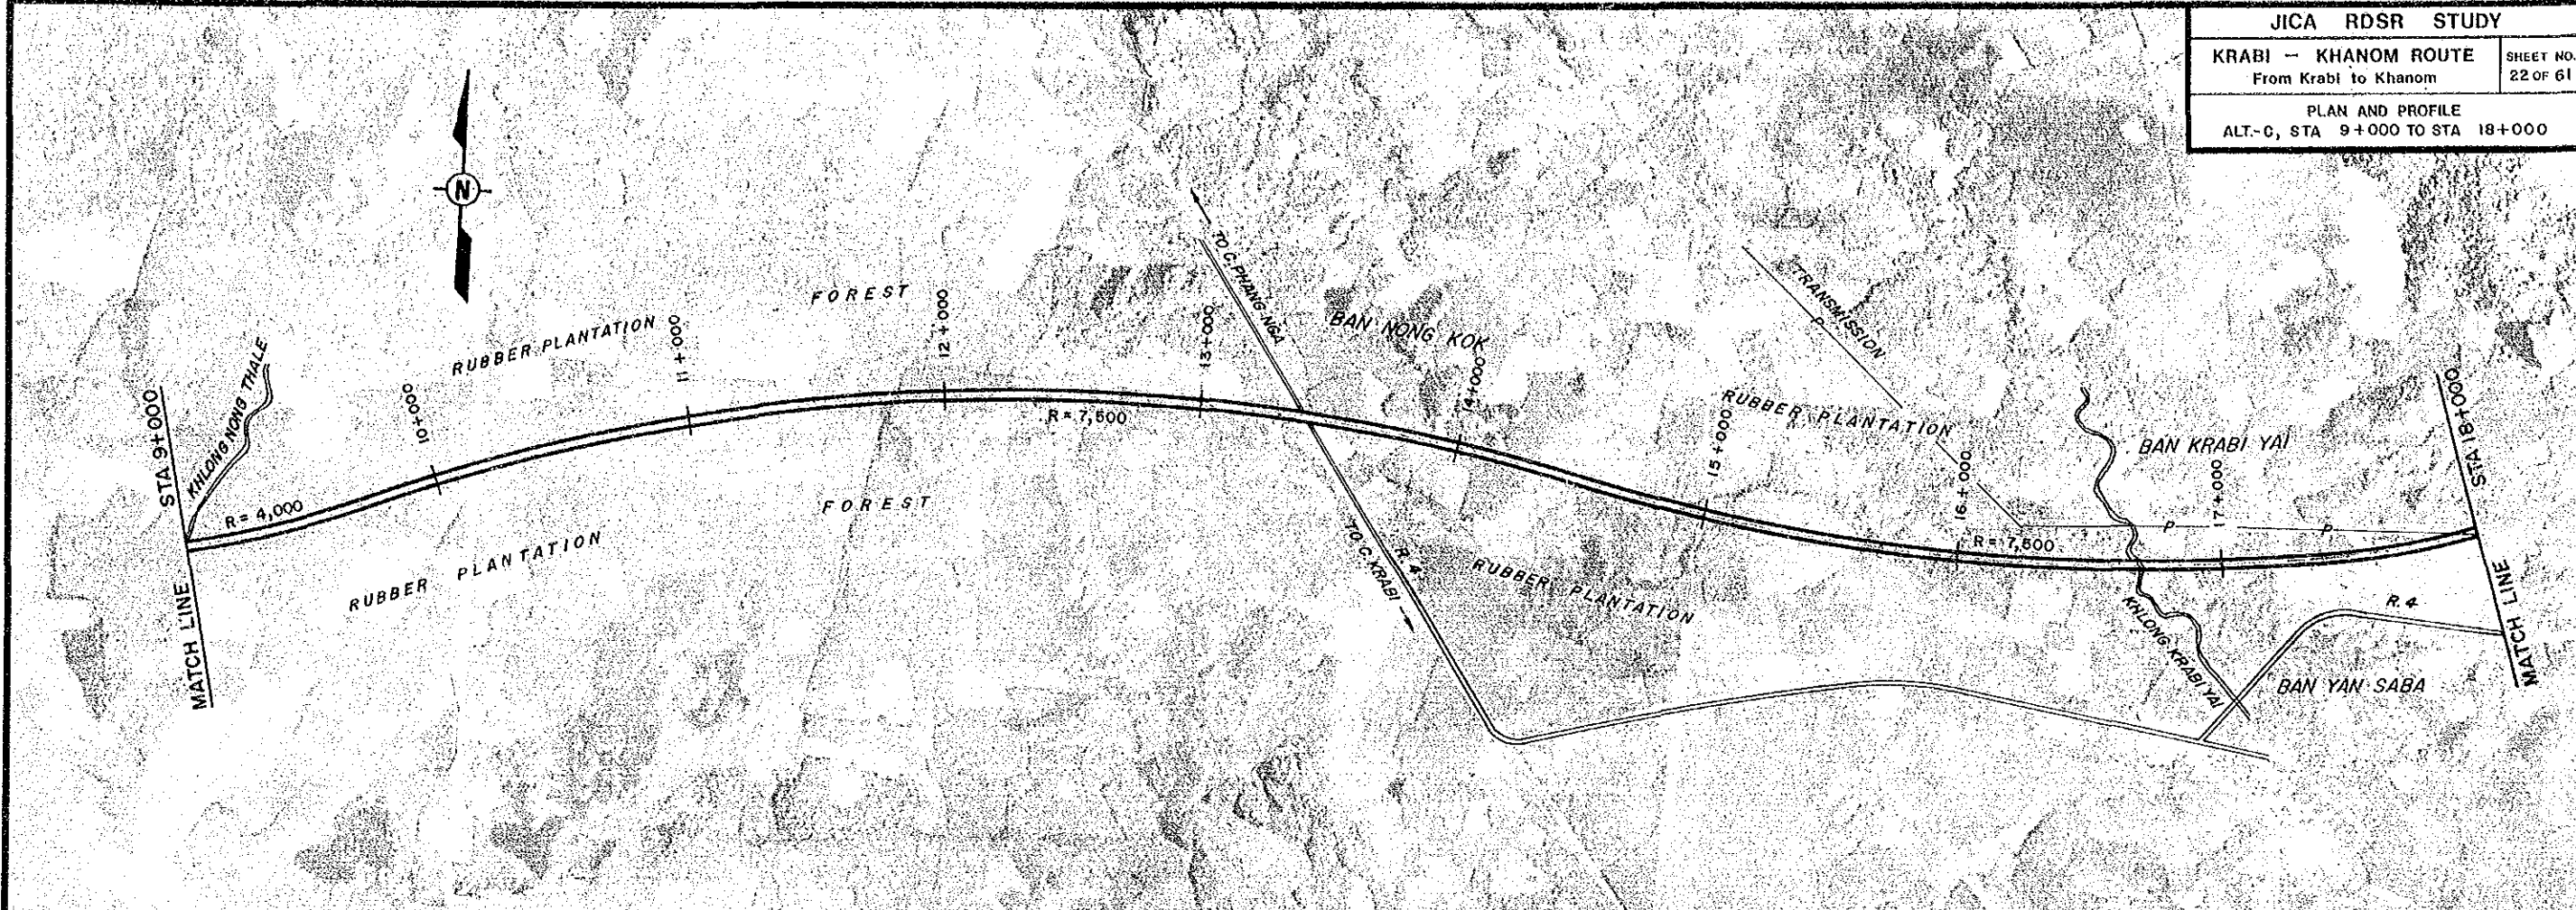 JICA RDSR STUDY
KRABI - KHANOM ROUTE
From Krabi to Khanom
SHEET NO.
22 OF 61
PLAN AND PROFILE
ALT.-C, STA 9+000 TO STA 18+000
N
STA 9+000
MATCH LINE
KHLONG NONG THALE
R = 4,000
10+000
RUBBER PLANTATION
RUBBER PLANTATION
11+000
FOREST
FOREST
12+000
R = 7,500
13+000
TO C. PHANG-NGA
BAN NONG KOK
14+000
TO C. KRABI
R. 4
RUBBER PLANTATION
TRANSMISSION
P
RUBBER PLANTATION
15+000
16+000
R = 7,500
BAN KRABI YAI
P
17+000
P
KHLONG KRABI YAI
R. 4
BAN YAN SABA
STA 18+000
MATCH LINE